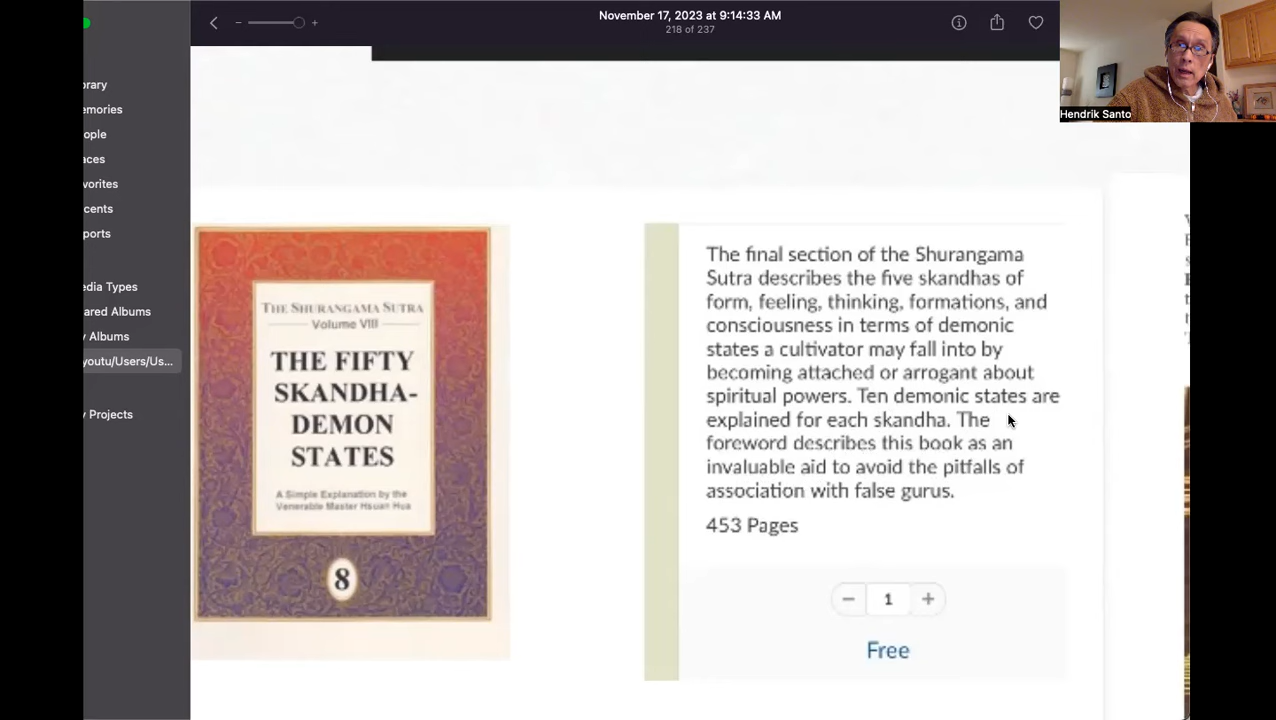 November 17, 2023 at 9:14:33 AM
218 of 237
Hendrik Santo
brary
emories
ople
aces
vorites
cents
ports
edia Types
ared Albums
y Albums
youtu/Users/Us...
y Projects
THE SHURANGAMA SUTRA
Volume VIII
THE FIFTY
SKANDHA-
DEMON
STATES
A Simple Explanation by the
Venerable Master Hsuan Hua
8
The final section of the Shurangama
Sutra describes the five skandhas of
form, feeling, thinking, formations, and
consciousness in terms of demonic
states a cultivator may fall into by
becoming attached or arrogant about
spiritual powers. Ten demonic states are
explained for each skandha. The
foreword describes this book as an
invaluable aid to avoid the pitfalls of
association with false gurus.
453 Pages
1
Free